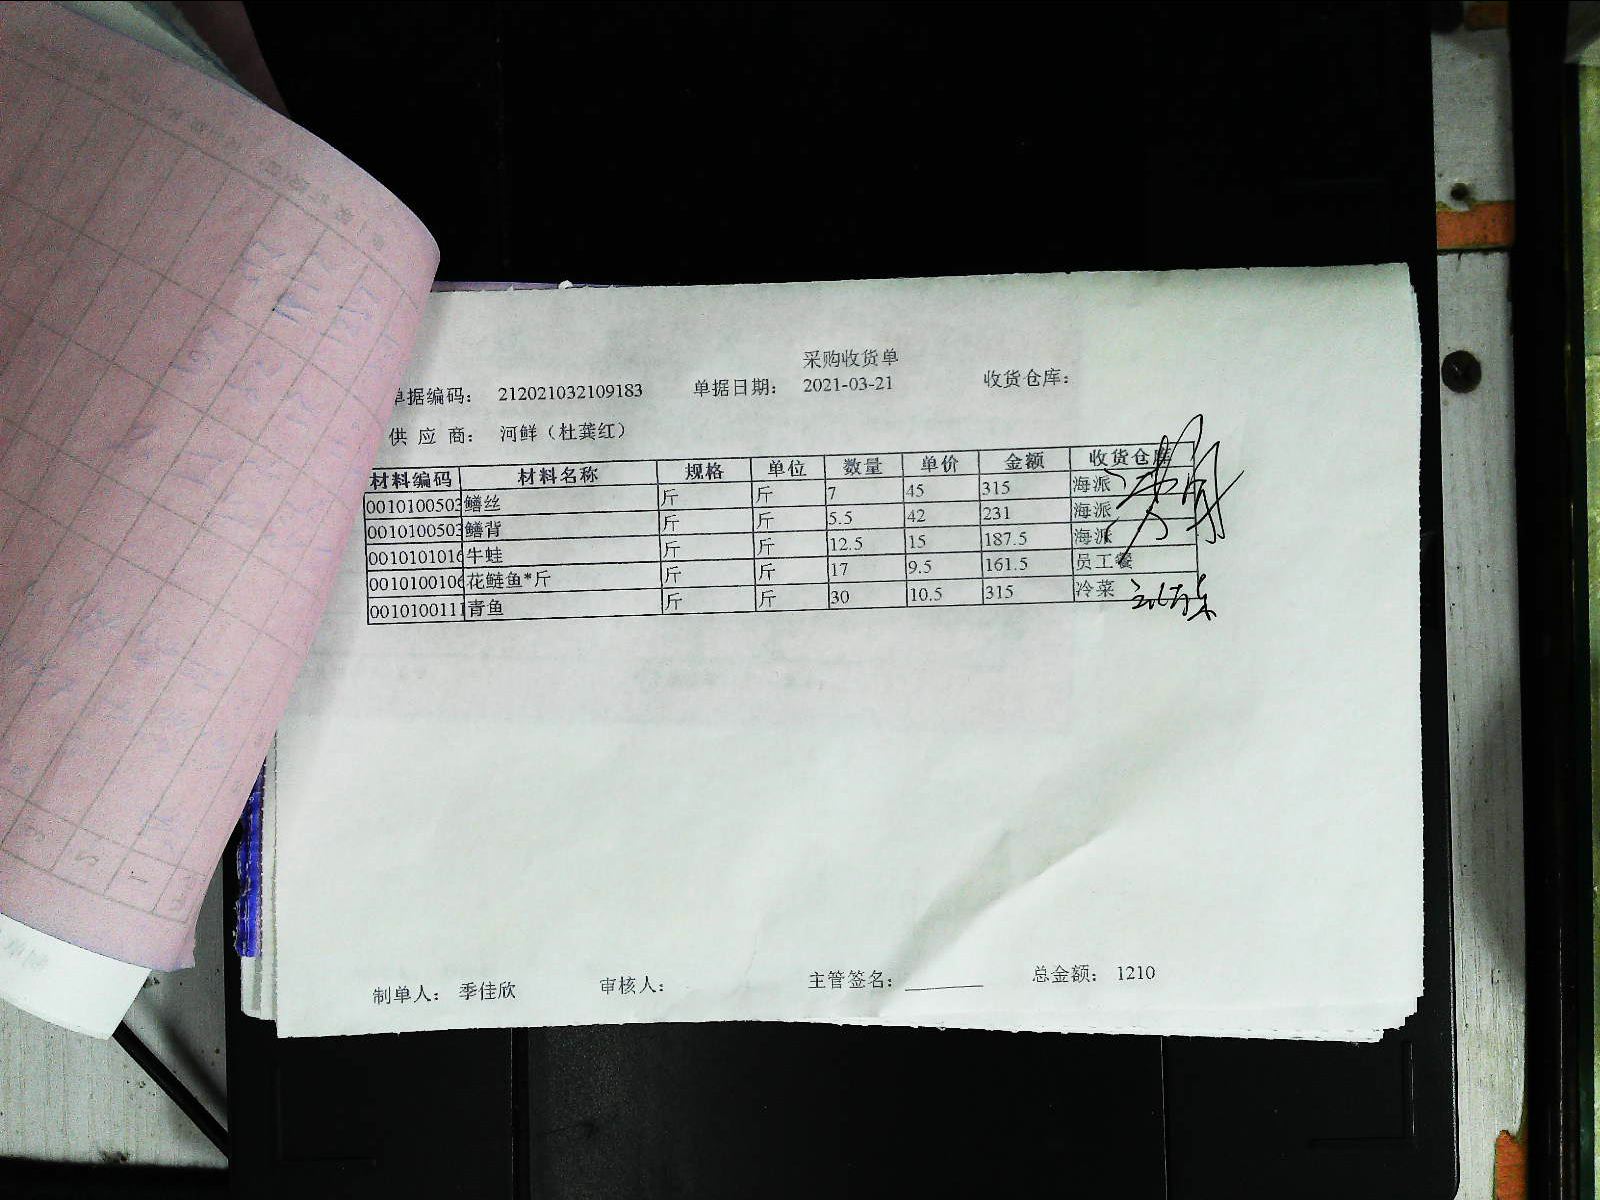 采购收货单
单据编码： 212021032109183 单据日期： 2021-03-21 收货仓库：
供 应 商： 河鲜（杜龚红）
材料编码 材料名称 规格 单位 数量 单价 金额 收货仓库
0010100503 鳝丝 斤 斤 7 45 315 海派
0010100503 鳝背 斤 斤 5.5 42 231 海派
0010101016 牛蛙 斤 斤 12.5 15 187.5 海派
0010100106 花鲢鱼*斤 斤 斤 17 9.5 161.5 员工餐
0010100111 青鱼 斤 斤 30 10.5 315 冷菜
制单人： 季佳欣 审核人： 主管签名： 总金额： 1210